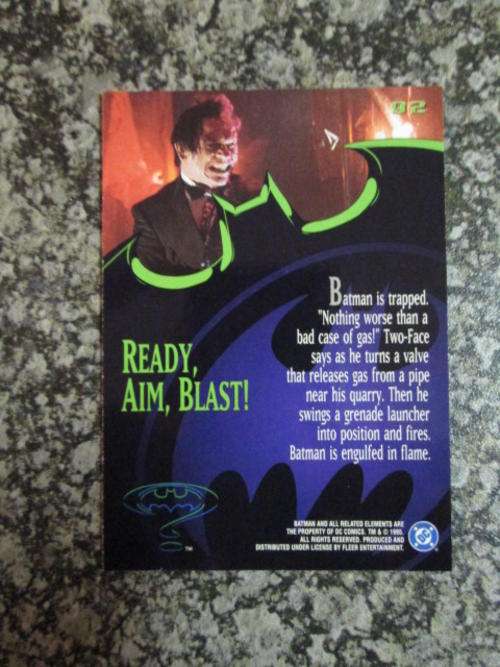 92
Batman is trapped.
"Nothing worse than a
bad case of gas!" Two-Face
says as he turns a valve
that releases gas from a pipe
near his quarry. Then he
swings a grenade launcher
into position and fires.
Batman is engulfed in flame.
READY,
AIM, BLAST!
TM
BATMAN AND ALL RELATED ELEMENTS ARE
THE PROPERTY OF DC COMICS. TM & © 1995.
ALL RIGHTS RESERVED. PRODUCED AND
DISTRIBUTED UNDER LICENSE BY FLEER ENTERTAINMENT.
DC